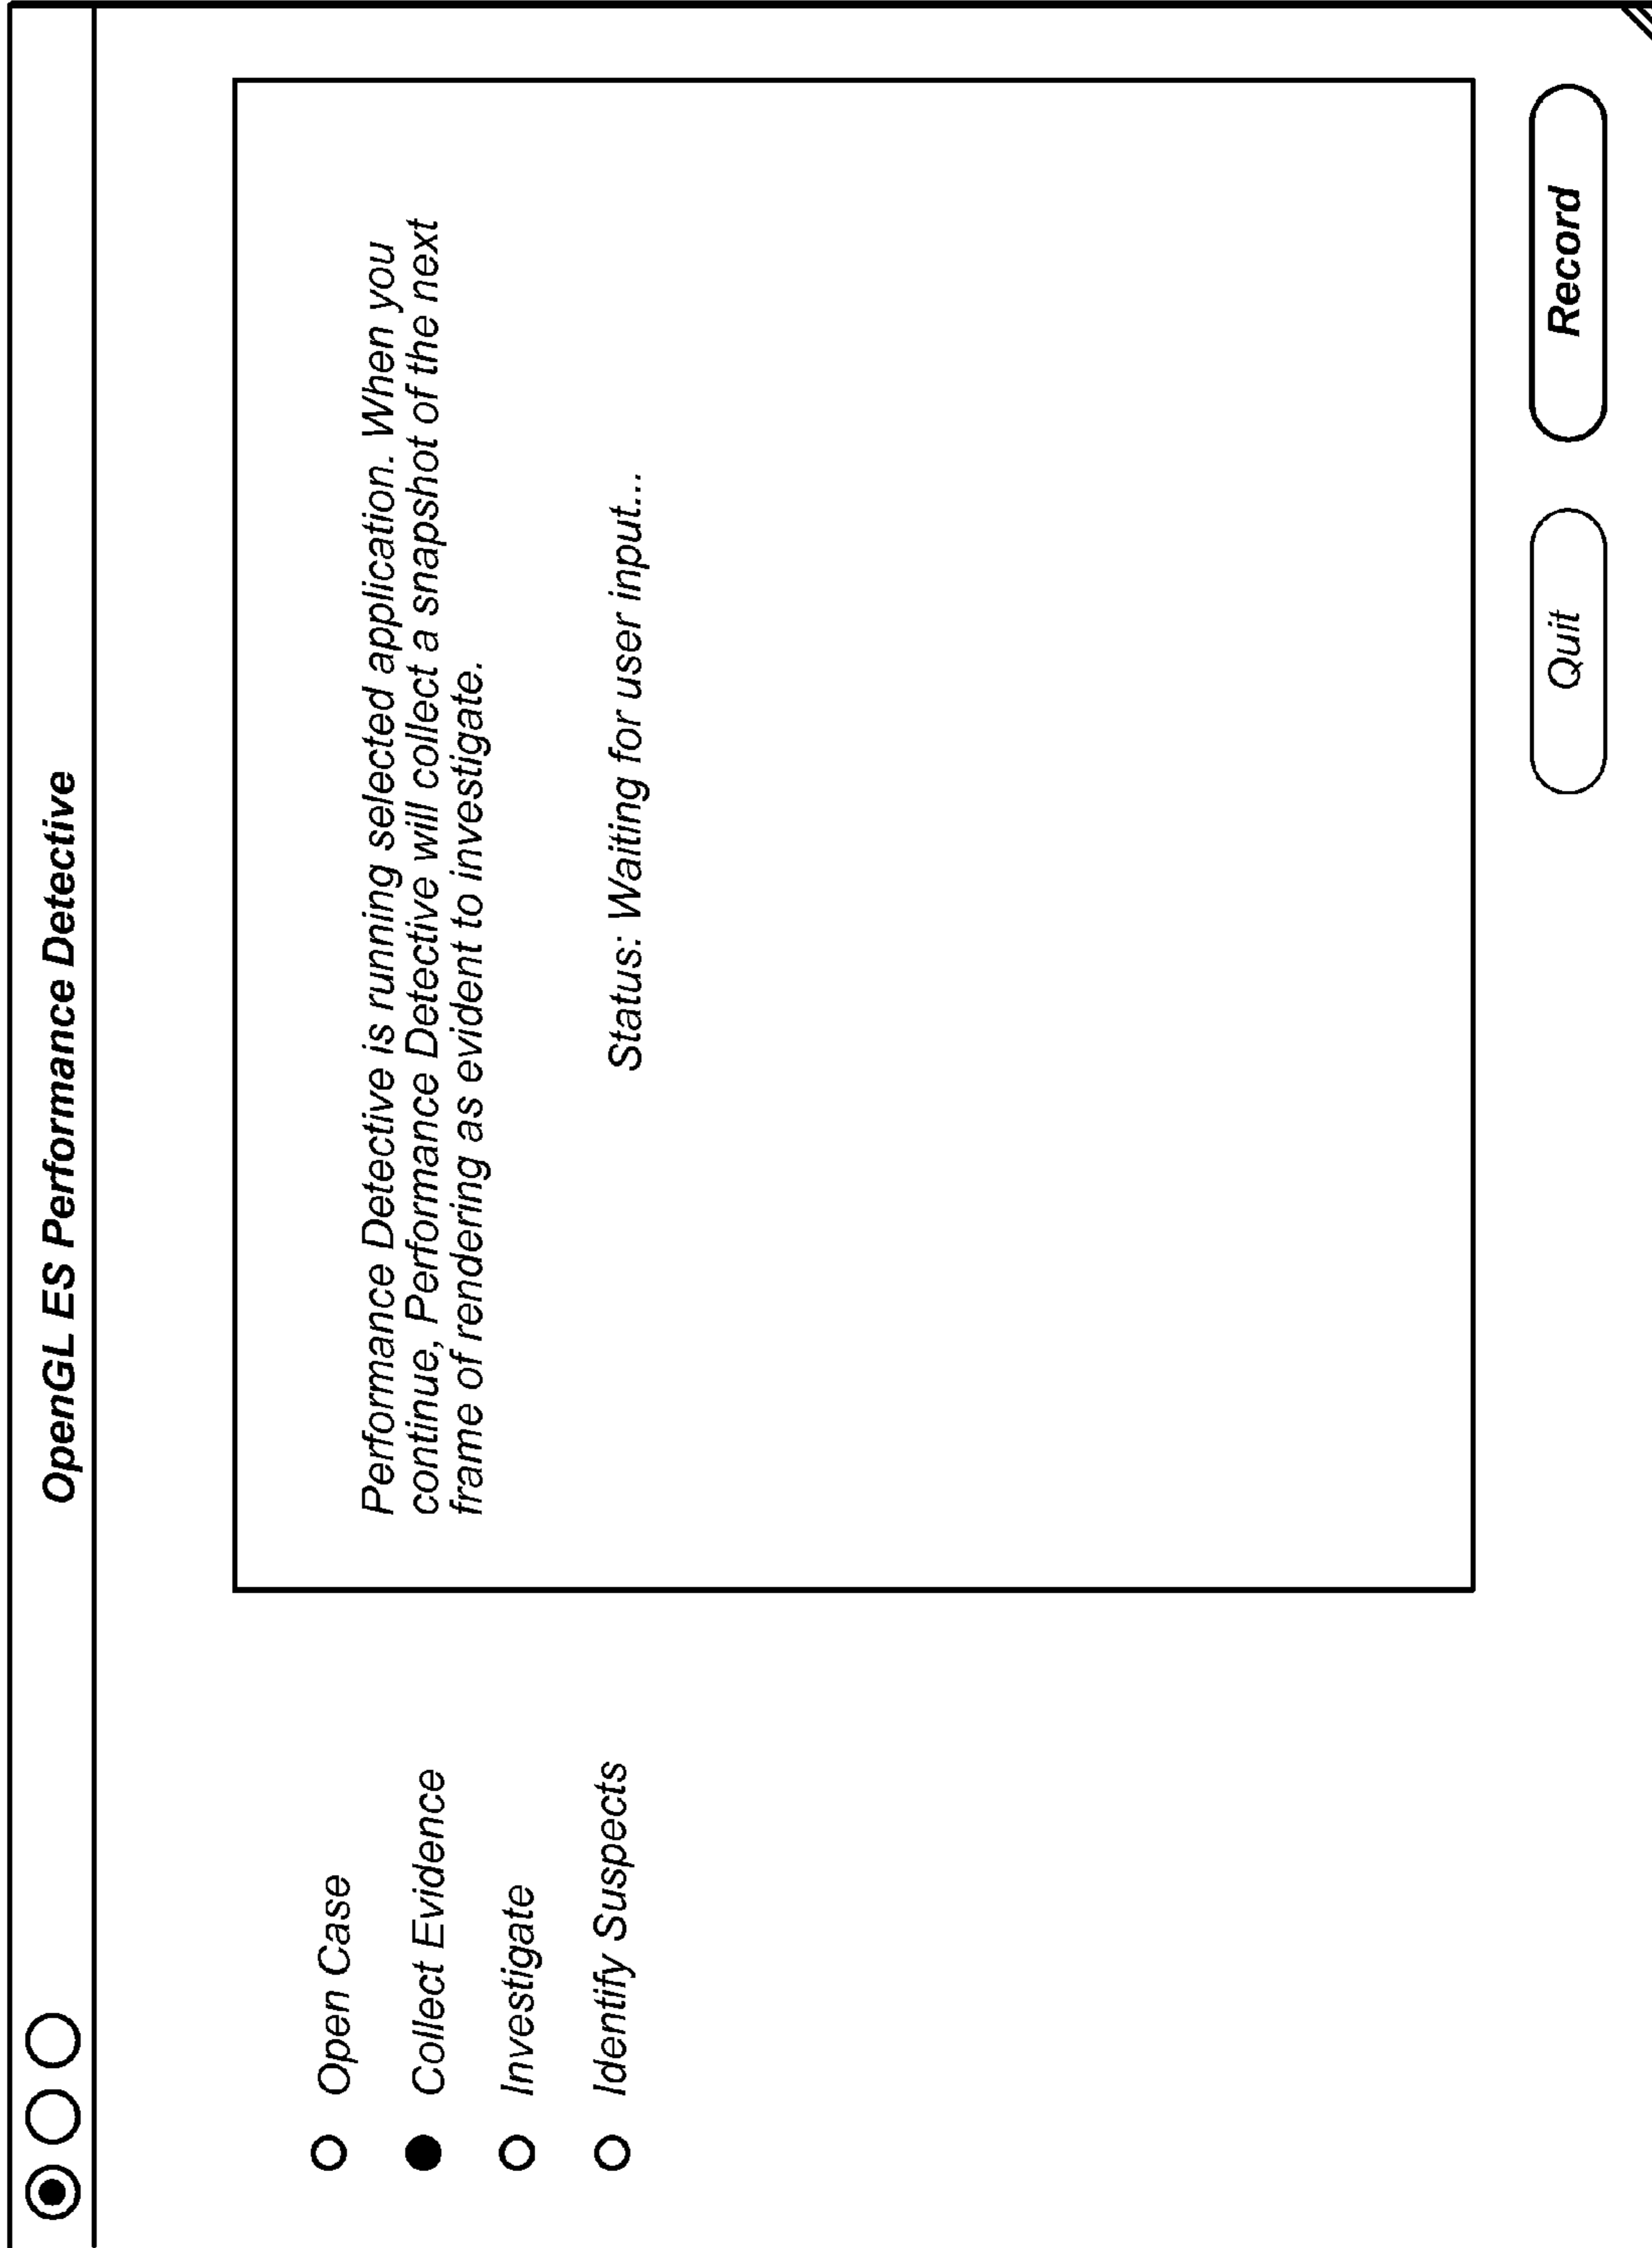 OpenGL ES Performance Detective
Open Case
Collect Evidence
Investigate
Identify Suspects
Performance Detective is running selected application. When you
continue, Performance Detective will collect a snapshot of the next
frame of rendering as evident to investigate.
Status: Waiting for user input...
Quit
Record